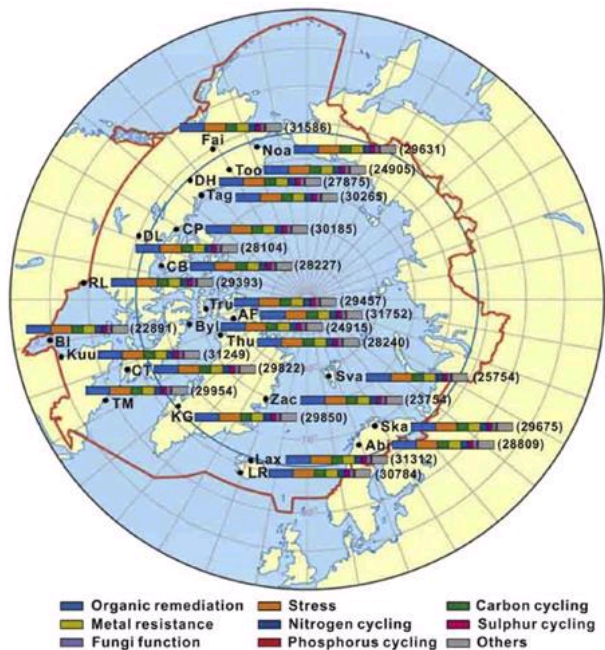 (31586)
Fai
Noa (29631)
Too (24905)
DH (27875)
Tag (30265)
CP (30185)
DL (28104)
CB (28227)
RL (29393)
Tru (29457)
AF (31752)
(22891) Byl (24915)
BI Thu (28240)
Kuu (31249)
CT (29822)
Sva (25754)
(29954)
TM Zac (23754)
KG (29850)
Ska (29675)
Abi (28809)
Lax (31312)
LR (30784)
Organic remediation Stress Carbon cycling
Metal resistance Nitrogen cycling Sulphur cycling
Fungi function Phosphorus cycling Others